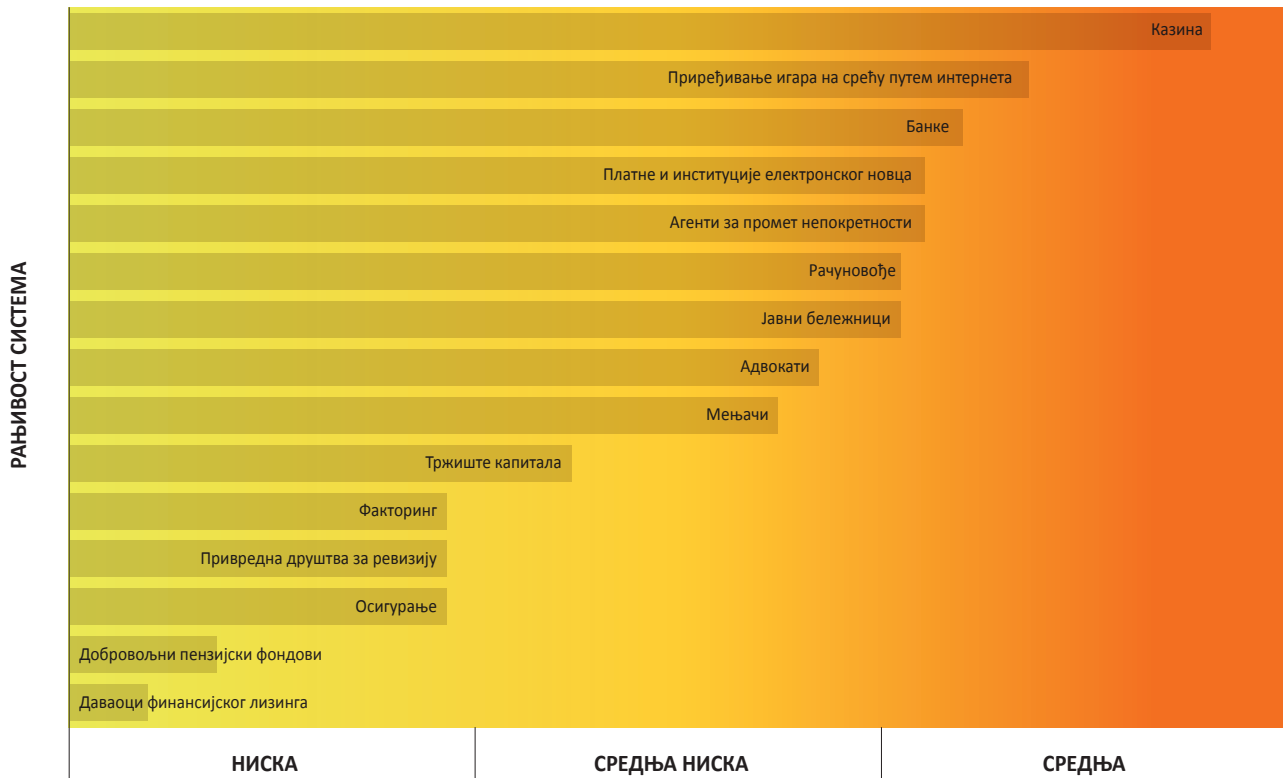 Казина
Приређивање игара на срећу путем интернета
Банке
Платне и институције електронског новца
Агенти за промет непокретности
Рачуновође
Јавни бележници
Адвокати
Мењачи
Тржиште капитала
Факторинг
Привредна друштва за ревизију
Осигурање
Добровољни пензијски фондови
Даваоци финансијског лизинга
РАЊИВОСТ СИСТЕМА
НИСКА
СРЕДЊА НИСКА
СРЕДЊА